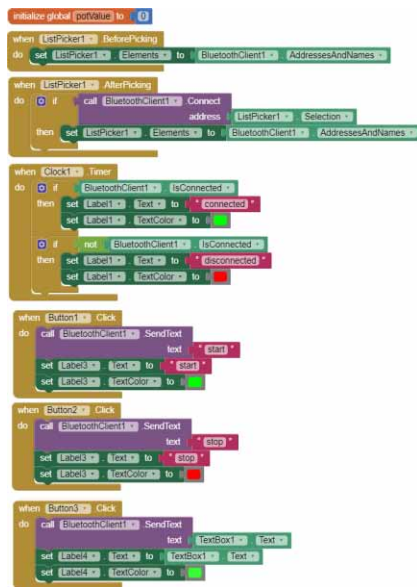 initialize global potValue to 0
when ListPicker1 .BeforePicking
do set ListPicker1 . Elements to BluetoothClient1 . AddressesAndNames
when ListPicker1 .AfterPicking
do if call BluetoothClient1 .Connect
address ListPicker1 . Selection
then set ListPicker1 . Elements to BluetoothClient1 . AddressesAndNames
when Clock1 .Timer
do if BluetoothClient1 . IsConnected
then set Label1 . Text to " connected "
set Label1 . TextColor to
if not BluetoothClient1 . IsConnected
then set Label1 . Text to " disconnected "
set Label1 . TextColor to
when Button1 .Click
do call BluetoothClient1 .SendText
text " start "
set Label3 . Text to " start "
set Label3 . TextColor to
when Button2 .Click
do call BluetoothClient1 .SendText
text " stop "
set Label3 . Text to " stop "
set Label3 . TextColor to
when Button3 .Click
do call BluetoothClient1 .SendText
text TextBox1 . Text
set Label4 . Text to TextBox1 . Text
set Label4 . TextColor to